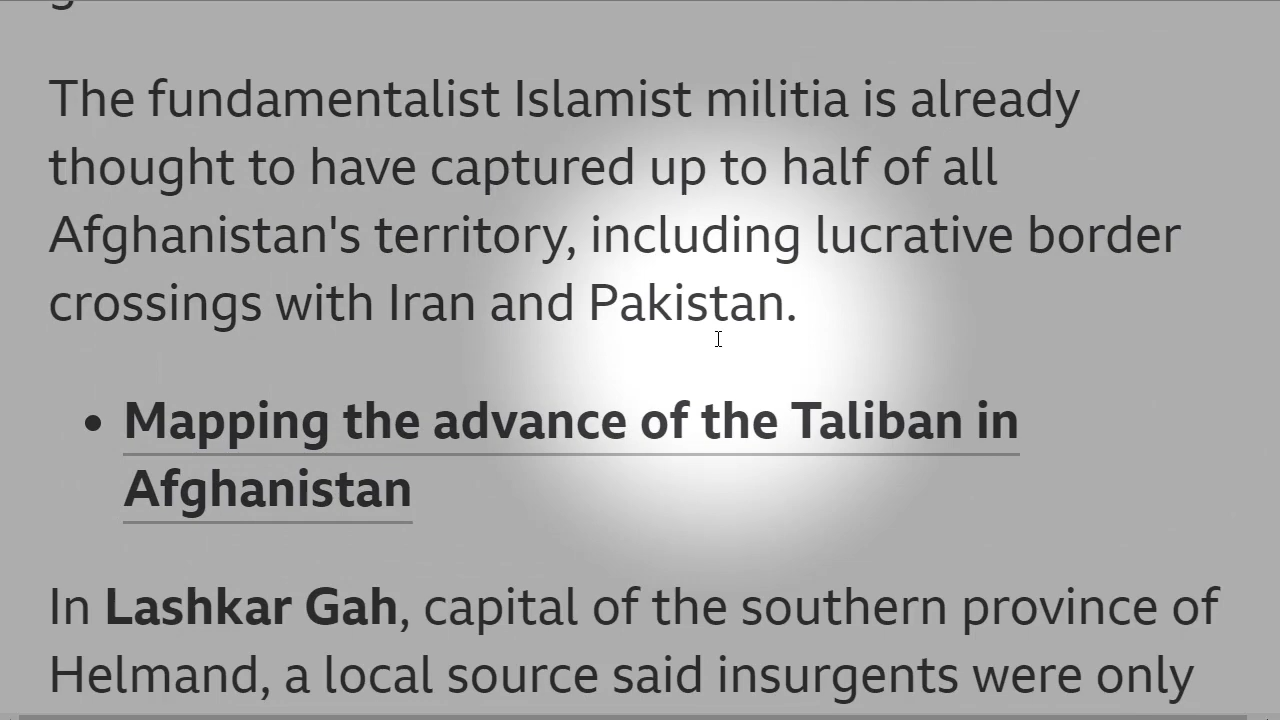 The fundamentalist Islamist militia is already
thought to have captured up to half of all
Afghanistan's territory, including lucrative border
crossings with Iran and Pakistan.
• Mapping the advance of the Taliban in
Afghanistan
In Lashkar Gah, capital of the southern province of
Helmand, a local source said insurgents were only